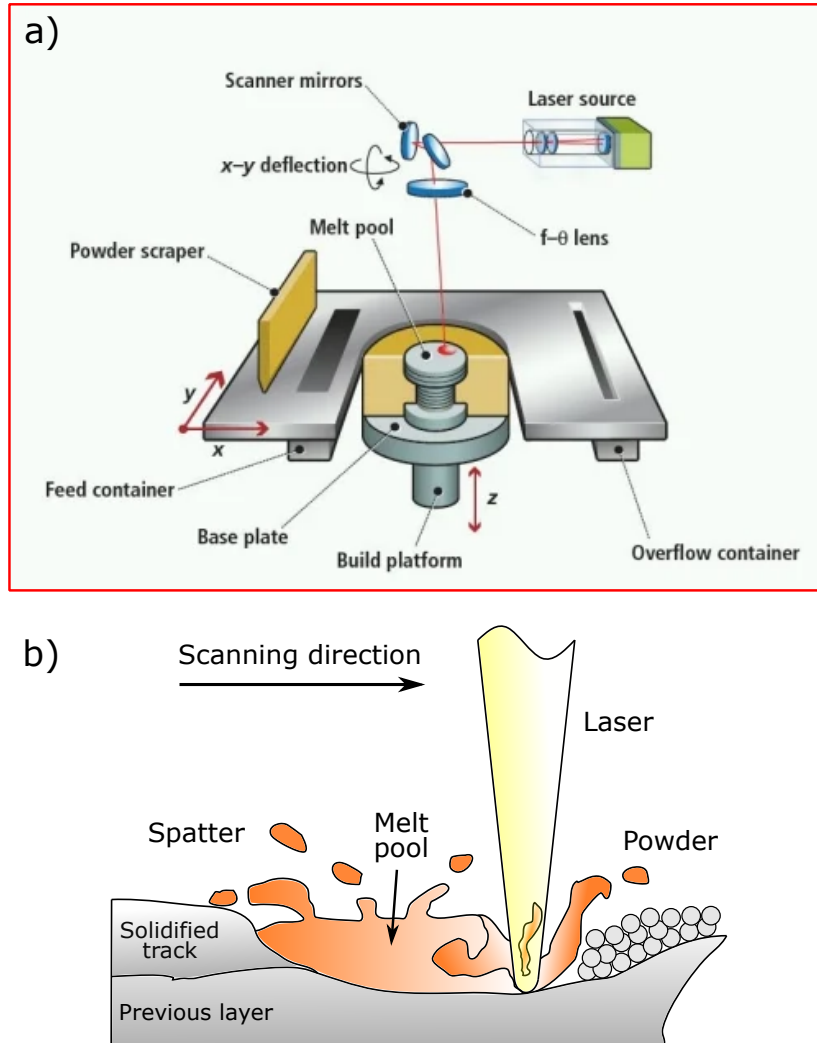 a)
Scanner mirrors
Laser source
x–y deflection
Melt pool
f–θ lens
Powder scraper
y
x
z
Feed container
Base plate
Build platform
Overflow container
b)
Scanning direction
Laser
Spatter
Melt
pool
Powder
Solidified
track
Previous layer